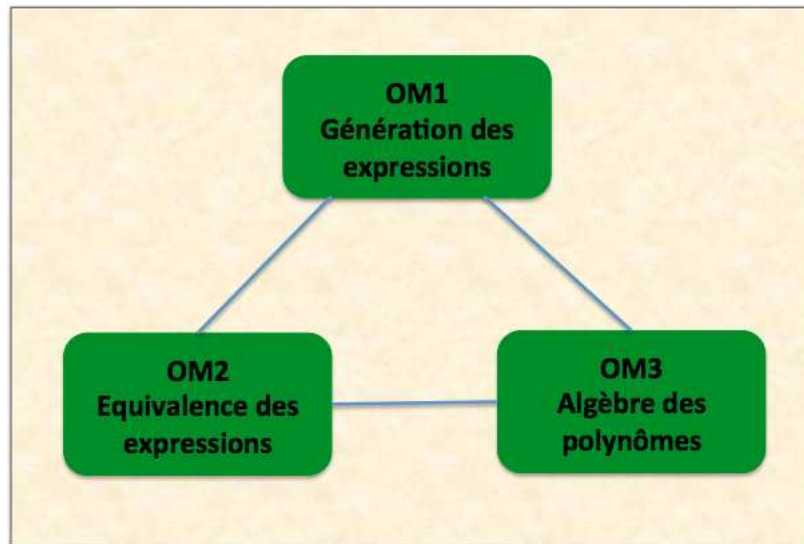 OM1
Génération des
expressions
OM2
Equivalence des
expressions
OM3
Algèbre des
polynômes